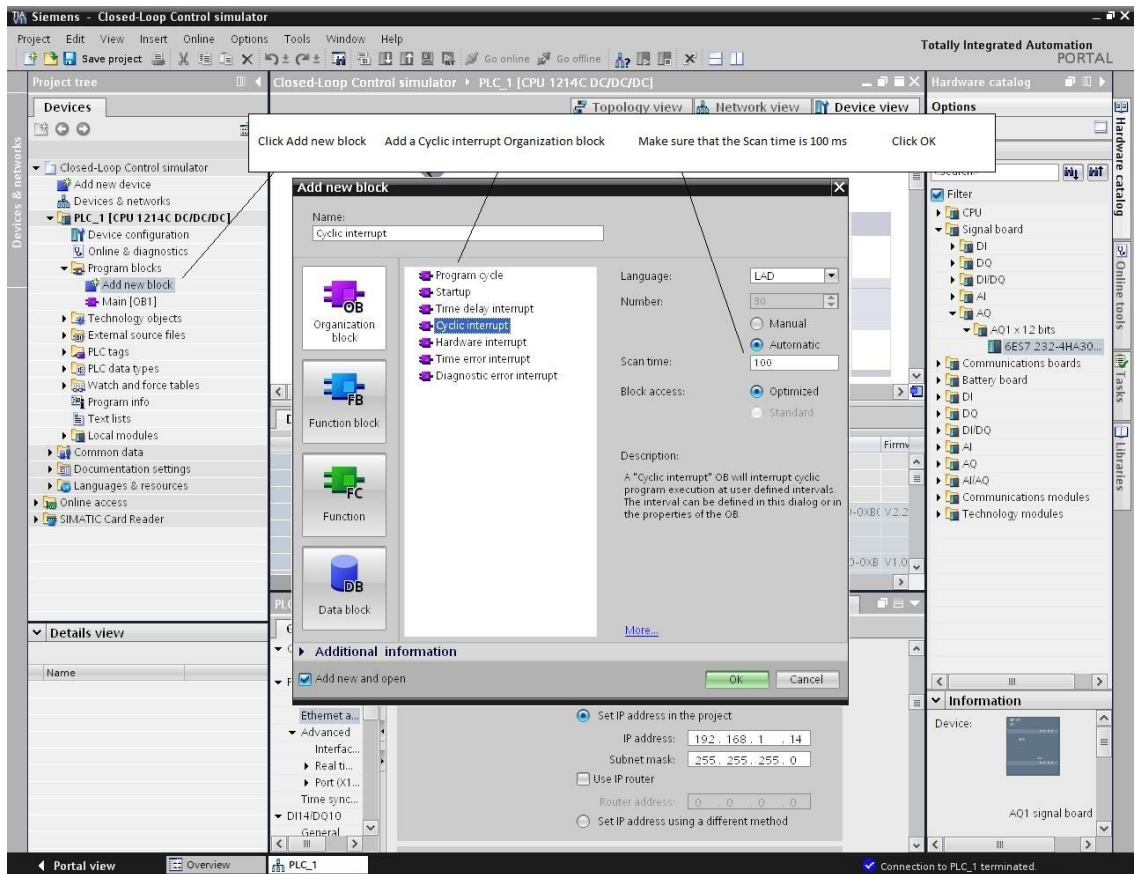 Siemens - Closed-Loop Control simulator
Project Edit View Insert Online Options Tools Window Help
Totally Integrated Automation
PORTAL
Save project Go online Go offline
Project tree
Closed-Loop Control simulator PLC_1 [CPU 1214C DC/DC/DC]
Hardware catalog
Devices
Topology view Network view Device view
Options
Click Add new block Add a Cyclic interrupt Organization block Make sure that the Scan time is 100 ms Click OK
Devices & networks
Closed-Loop Control simulator
Add new device
Devices & networks
PLC_1 [CPU 1214C DC/DC/DC]
Device configuration
Online & diagnostics
Program blocks
Add new block
Main [OB1]
Technology objects
External source files
PLC tags
PLC data types
Watch and force tables
Program info
Text lists
Local modules
Common data
Documentation settings
Languages & resources
Online access
SIMATIC Card Reader
Details view
Name
Add new block
Name:
Cyclic interrupt
OB
Organization
block
FB
Function block
FC
Function
DB
Data block
Program cycle
Startup
Time delay interrupt
Cyclic interrupt
Hardware interrupt
Time error interrupt
Diagnostic error interrupt
Language: LAD
Number: 30
Manual
Automatic
Scan time: 100
Block access: Optimized
Standard
Description:
A "Cyclic interrupt" OB will interrupt cyclic
program execution at user defined intervals.
The interval can be defined in this dialog or in
the properties of the OB.
More...
Additional information
Add new and open
OK Cancel
Firmv
V2.2
V1.0
Ethernet a...
Advanced
Interfac...
Real ti...
Port (X1...
Time sync...
DI14/DQ10
General
Set IP address in the project
IP address: 192 . 168 . 1 . 14
Subnet mask: 255 . 255 . 255 . 0
Use IP router
Router address: 0 . 0 . 0 . 0
Set IP address using a different method
Filter
CPU
Signal board
DI
DQ
DI/DQ
AI
AQ
AQ1 x 12 bits
6ES7 232-4HA30...
Communications boards
Battery board
DI
DQ
DI/DQ
AI
AQ
AI/AQ
Communications modules
Technology modules
Information
Device:
AQ1 signal board
Hardware catalog
Online tools
Tasks
Libraries
Portal view Overview PLC_1 Connection to PLC_1 terminated.